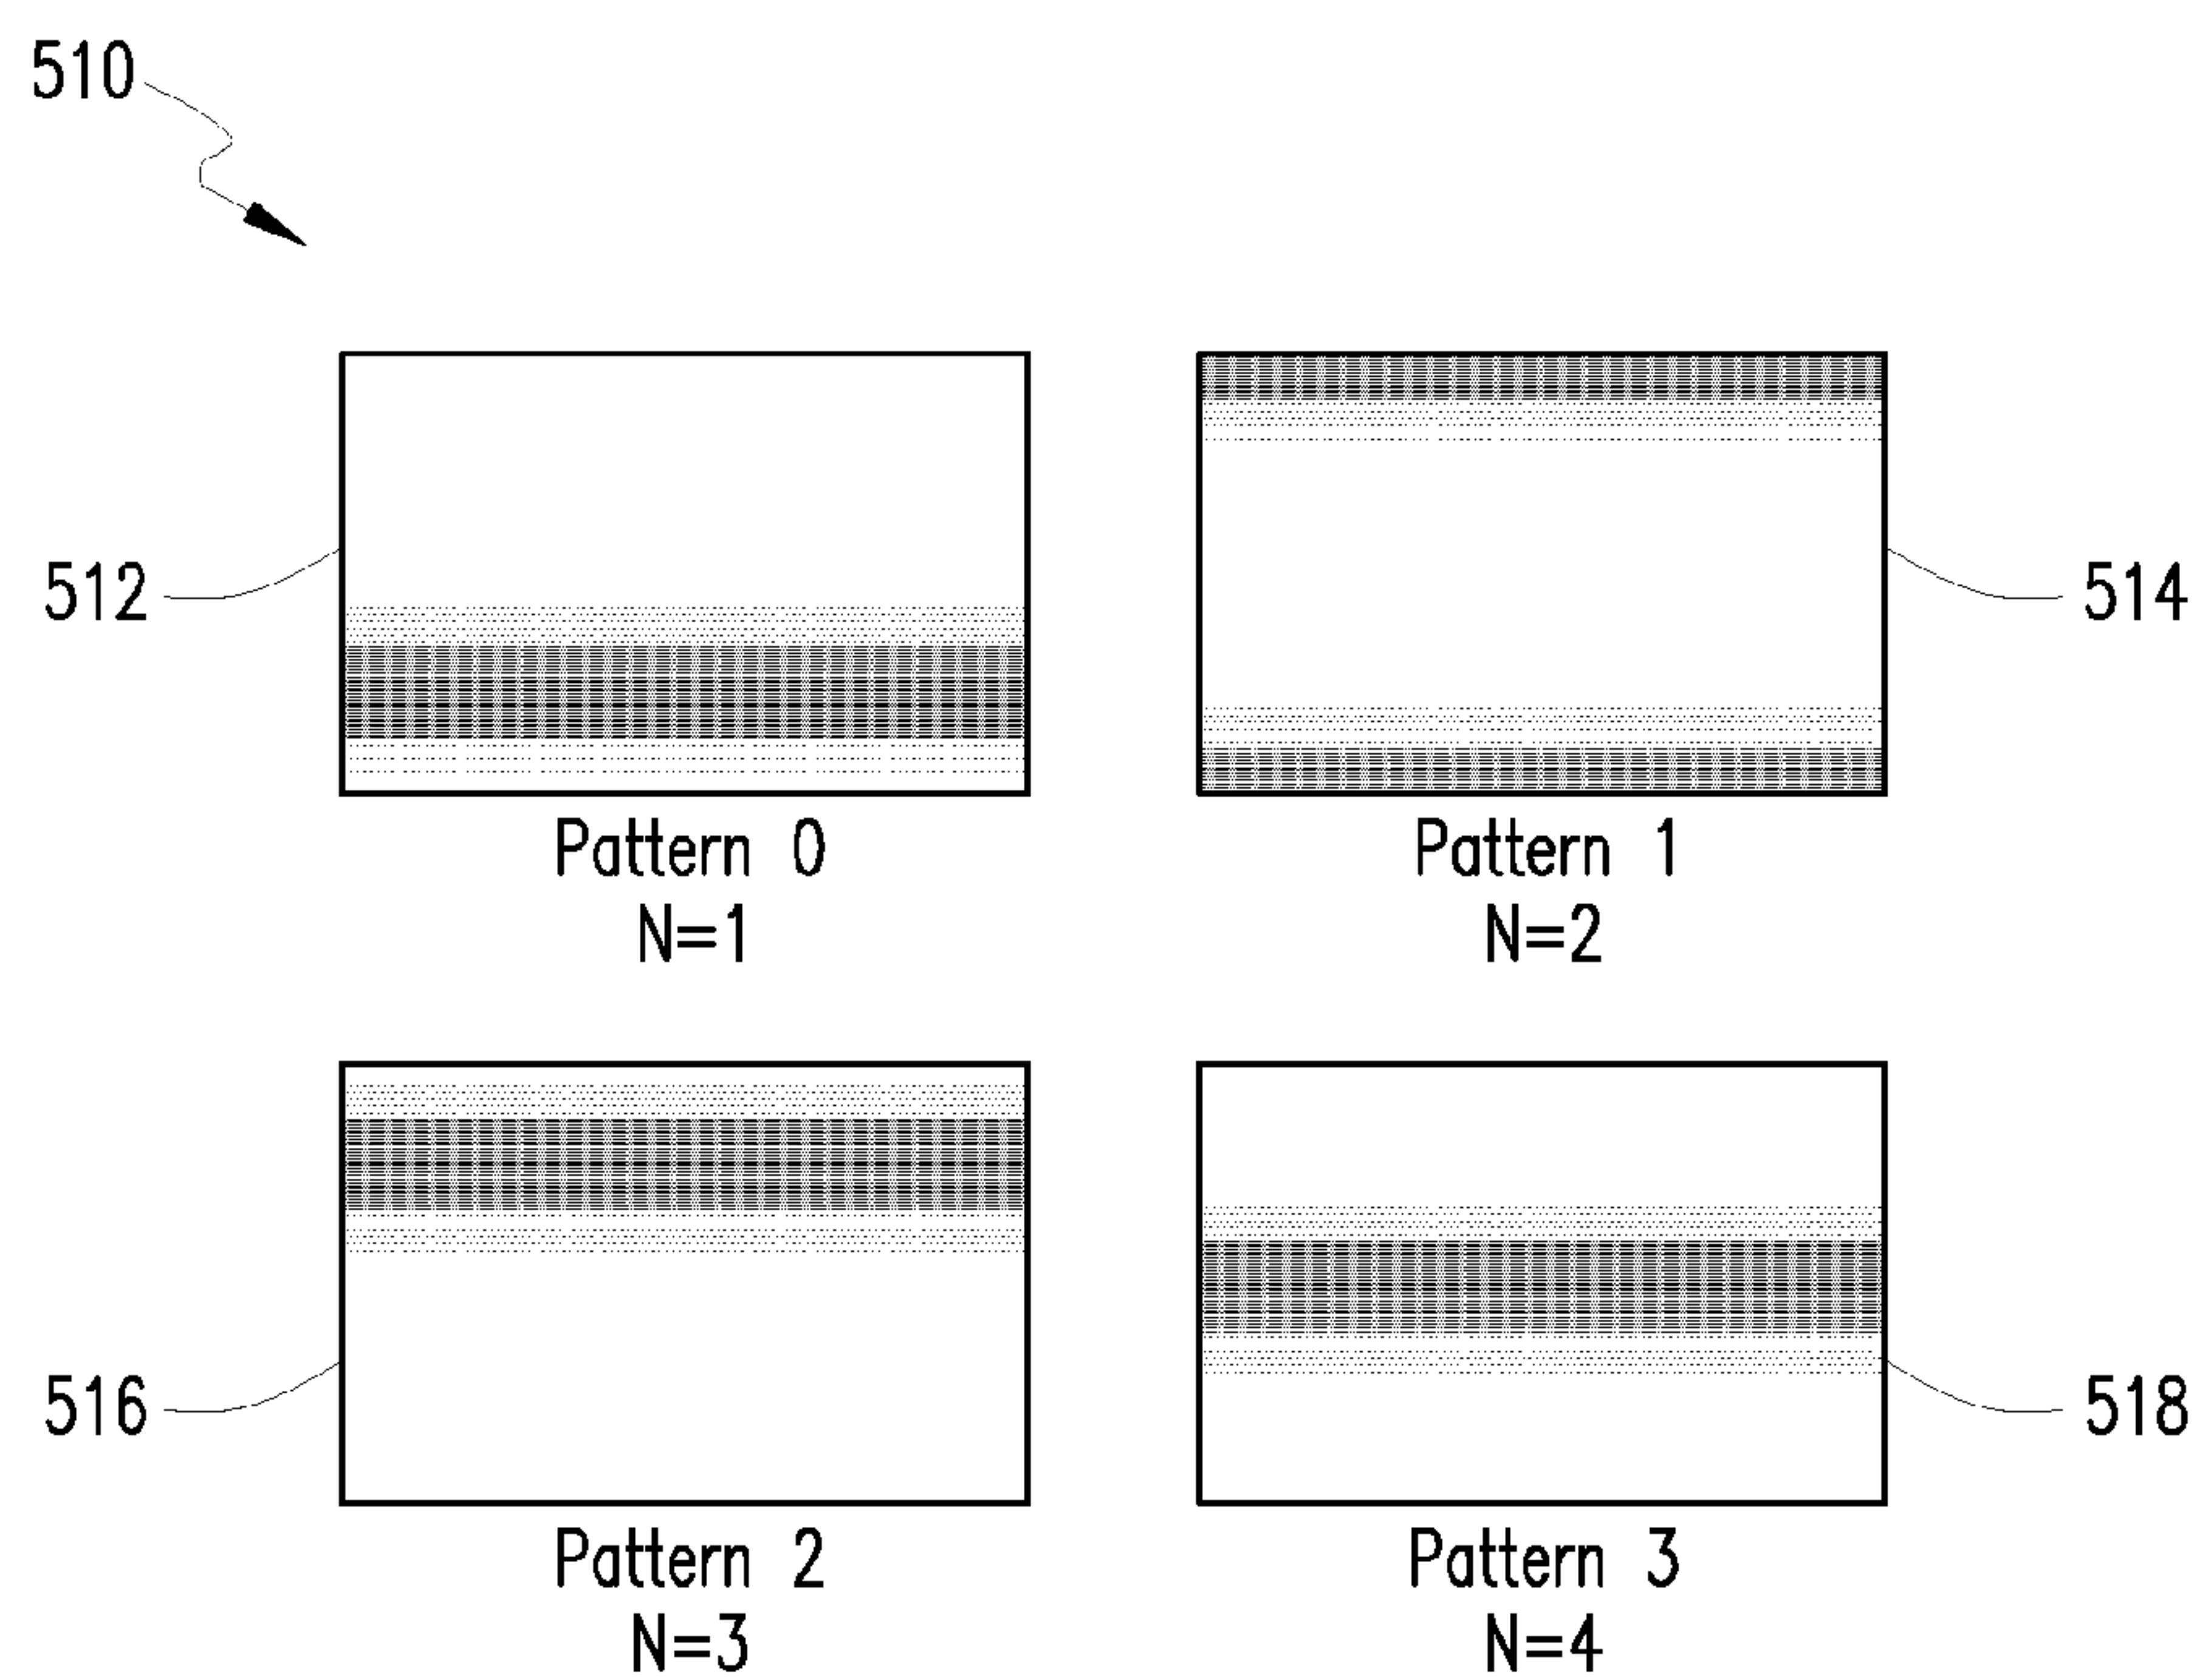 510
512
514
Pattern 0
N=1
Pattern 1
N=2
516
518
Pattern 2
N=3
Pattern 3
N=4